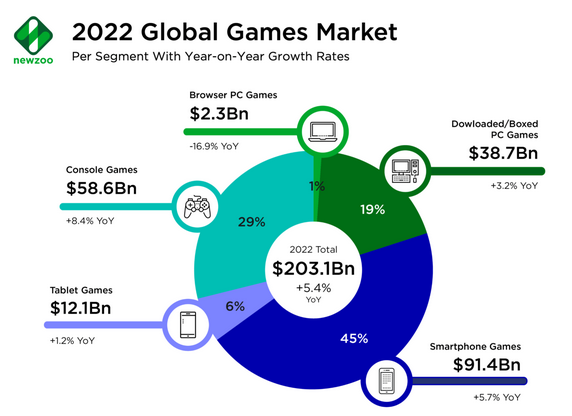 newzoo
2022 Global Games Market
Per Segment With Year-on-Year Growth Rates
Browser PC Games
$2.3Bn
-16.9% YoY
Dowloaded/Boxed
PC Games
$38.7Bn
+3.2% YoY
Console Games
$58.6Bn
+8.4% YoY
1%
19%
29%
2022 Total
$203.1Bn
+5.4%
YoY
Tablet Games
$12.1Bn
+1.2% YoY
6%
45%
Smartphone Games
$91.4Bn
+5.7% YoY